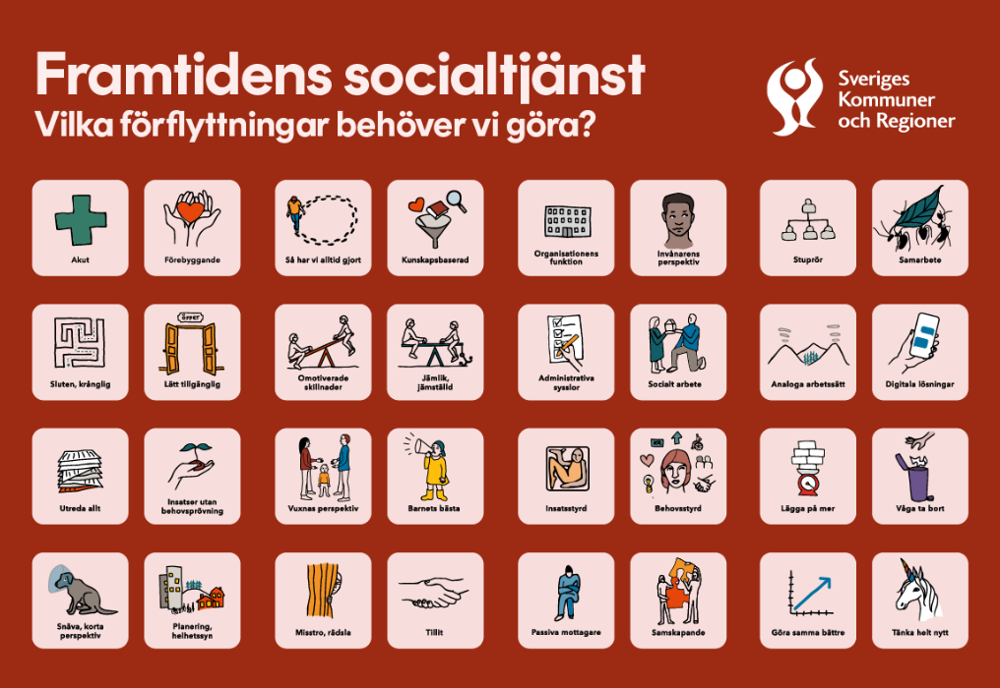 Framtidens socialtjänst
Vilka förflyttningar behöver vi göra?
Sveriges
Kommuner
och Regioner
Akut
Förebyggande
Så har vi alltid gjort
Kunskapsbaserad
Organisationens
funktion
Invånarens
perspektiv
Stuprör
Samarbete
Sluten, krånglig
ÖPPET
Lätt tillgänglig
Omotiverade
skillnader
Jämlik,
jämställd
Administrativa
sysslor
Socialt arbete
Analoga arbetssätt
Digitala lösningar
Utreda allt
Insatser utan
behovsprövning
Vuxnas perspektiv
Barnets bästa
Insatsstyrd
Behovsstyrd
Lägga på mer
Våga ta bort
Snäva, korta
perspektiv
Planering,
helhetssyn
Misstro, rädsla
Tillit
Passiva mottagare
Samskapande
Göra samma bättre
Tänka helt nytt